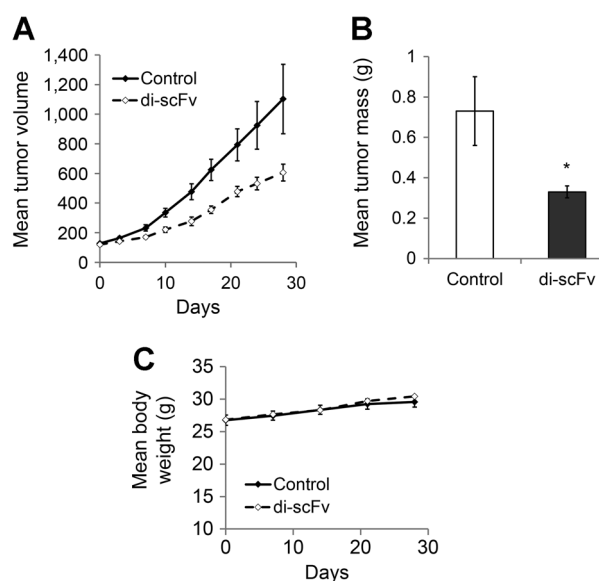 A
Mean tumor volume
1,400
1,200
1,000
800
600
400
200
0
Control
di-scFv
0 10 20 30
Days
B
Mean tumor mass (g)
1
0.8
0.6
0.4
0.2
0
*
Control di-scFv
C
Mean body
weight (g)
35
30
25
20
15
10
Control
di-scFv
0 10 20 30
Days